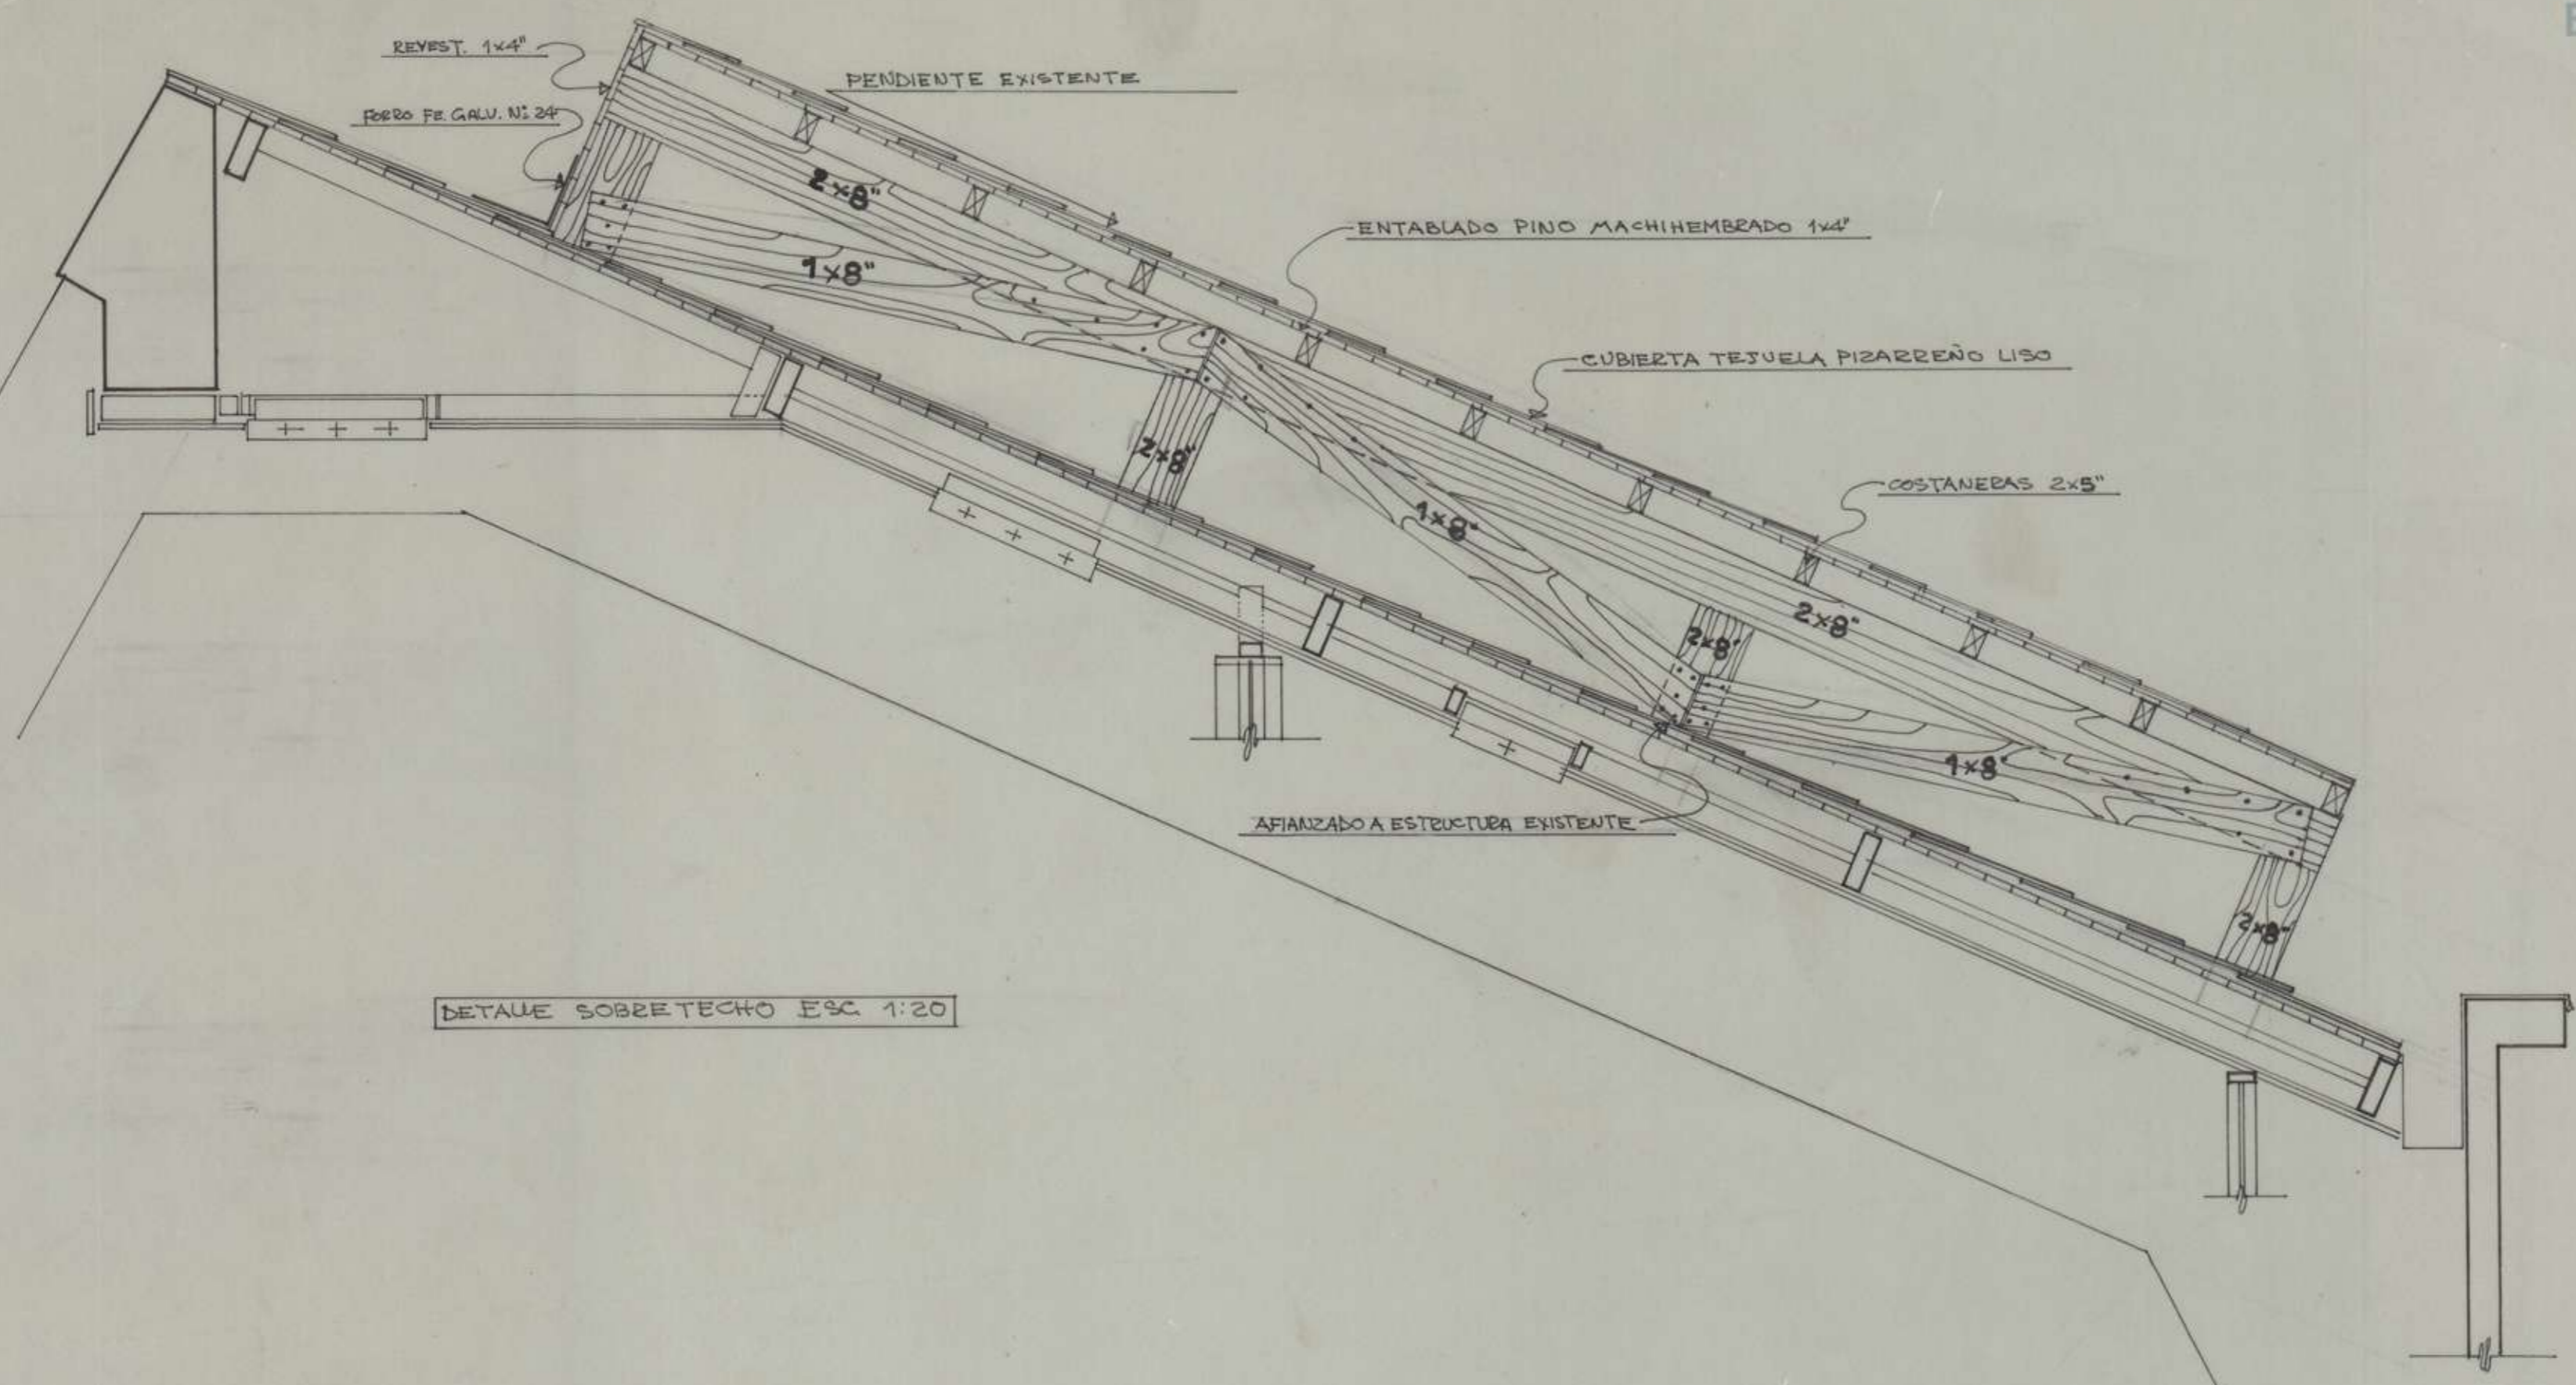 REVEST. 1x4"
PENDIENTE EXISTENTE
FORRO FE. GALV. Nº 24
2x8"
ENTABLADO PINO MACHIHEMBRADO 1x4"
1x8"
CUBIERTA TEJUELA PIZARREÑO LISO
2x8"
COSTANERAS 2x5"
1x8"
2x8"
2x8"
1x8"
AFIANZADO A ESTRUCTURA EXISTENTE
2x8"
DETALLE SOBRETECHO ESC 1:20